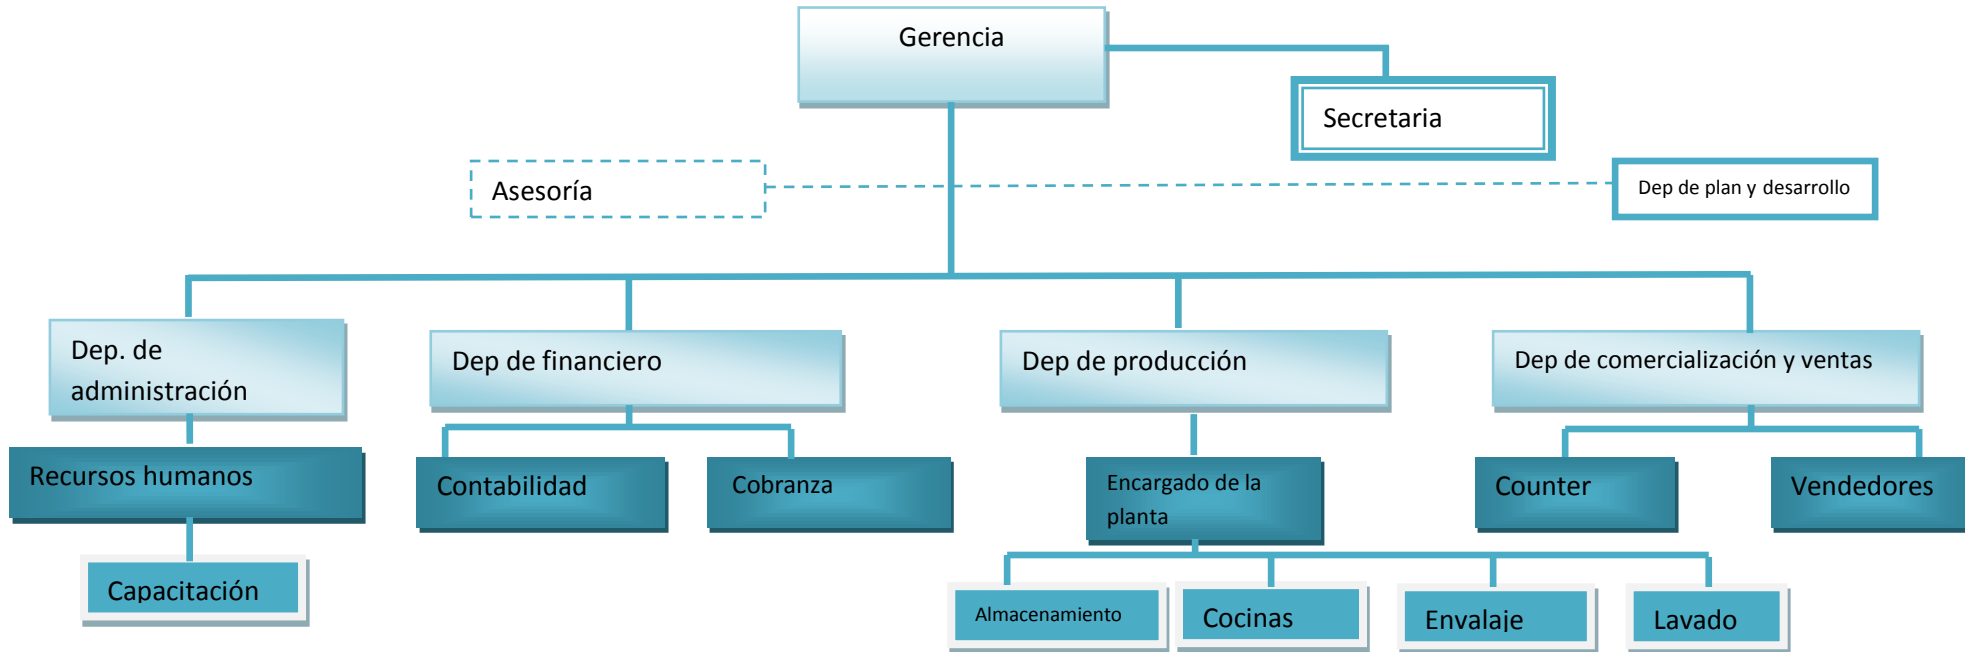 Gerencia
Secretaria
Asesoría
Dep de plan y desarrollo
Dep. de
administración
Dep de financiero
Dep de producción
Dep de comercialización y ventas
Recursos humanos
Contabilidad
Cobranza
Encargado de la
planta
Counter
Vendedores
Capacitación
Almacenamiento
Cocinas
Envalaje
Lavado